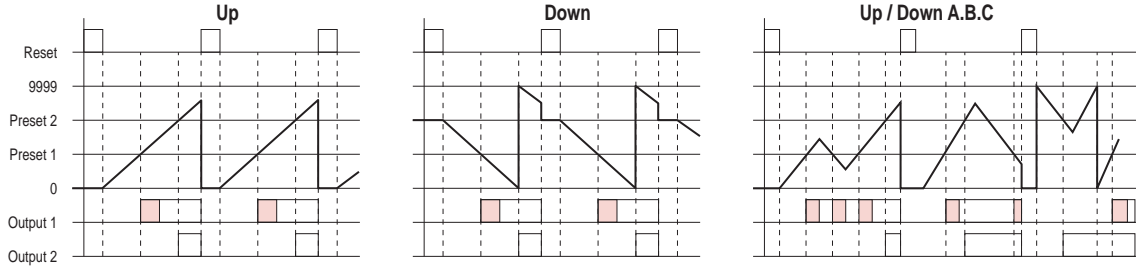 Up
Down
Up / Down A.B.C
Reset
9999
Preset 2
Preset 1
0
Output 1
Output 2